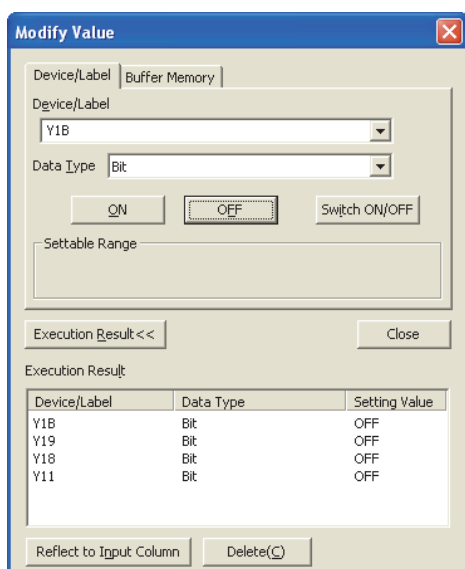 Modify Value
Device/Label Buffer Memory
Device/Label
Y1B
Data Type Bit
ON OFF Switch ON/OFF
Settable Range
Execution Result<< Close
Execution Result
Device/Label Data Type Setting Value
Y1B Bit OFF
Y19 Bit OFF
Y18 Bit OFF
Y11 Bit OFF
Reflect to Input Column Delete(C)